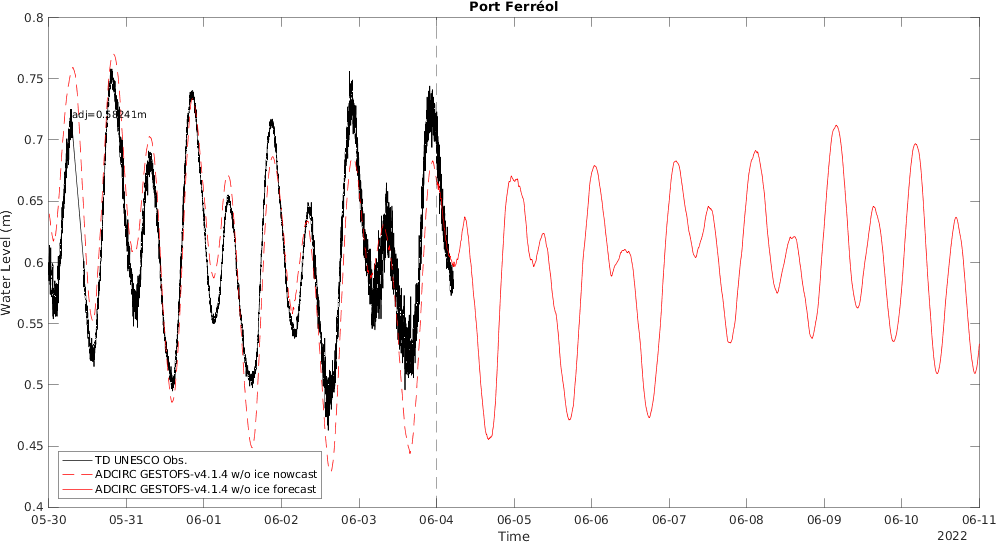 Port Ferréol
0.8
0.75
0.7
0.65
0.6
0.55
0.5
0.45
0.4
Water Level (m)
adj=0.58241m
TD UNESCO Obs.
ADCIRC GESTOFS-v4.1.4 w/o ice nowcast
ADCIRC GESTOFS-v4.1.4 w/o ice forecast
05-30 05-31 06-01 06-02 06-03 06-04 06-05 06-06 06-07 06-08 06-09 06-10 06-11
Time
2022